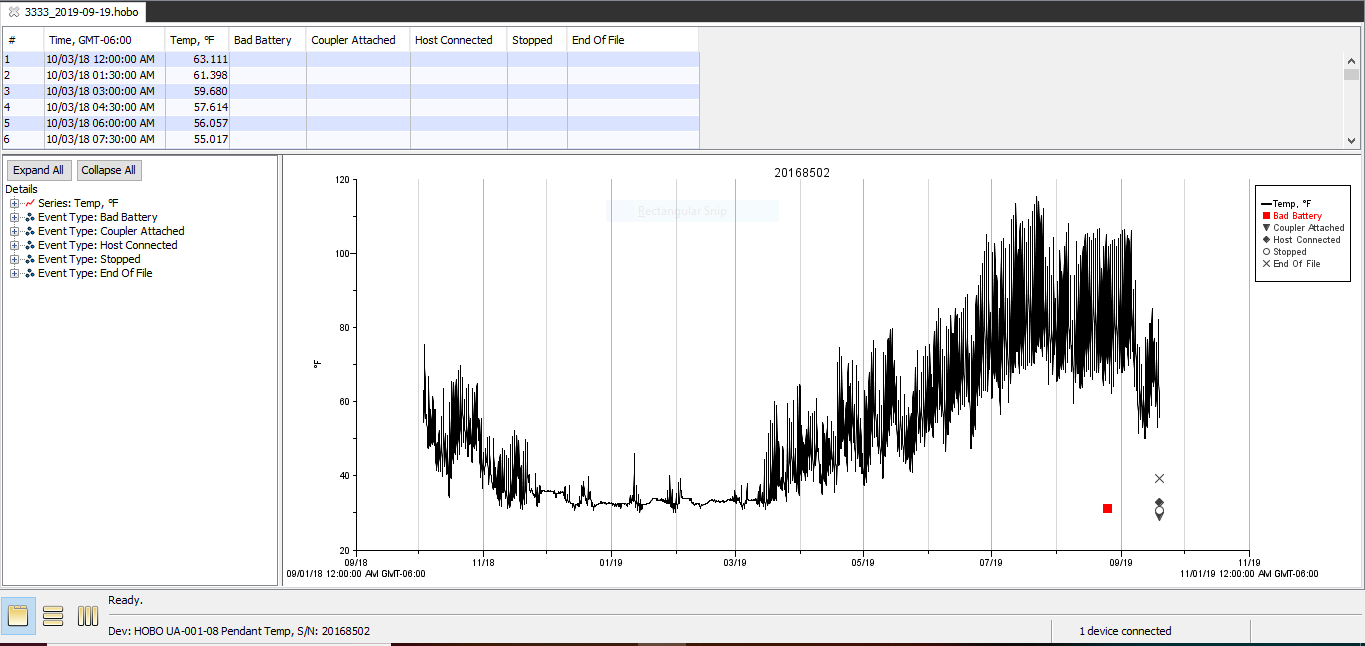 3333_2019-09-19.hobo
# Time, GMT-06:00 Temp, °F Bad Battery Coupler Attached Host Connected Stopped End Of File
1 10/03/18 12:00:00 AM 63.111
2 10/03/18 01:30:00 AM 61.398
3 10/03/18 03:00:00 AM 59.680
4 10/03/18 04:30:00 AM 57.614
5 10/03/18 06:00:00 AM 56.057
6 10/03/18 07:30:00 AM 55.017
Expand All Collapse All
Details
Series: Temp, °F
Event Type: Bad Battery
Event Type: Coupler Attached
Event Type: Host Connected
Event Type: Stopped
Event Type: End Of File
20168502
Rectangular Snip
120
100
80
60
40
20
°F
Temp, °F
Bad Battery
Coupler Attached
Host Connected
Stopped
End Of File
09/18 11/18 01/19 03/19 05/19 07/19 09/19 11/19
09/01/18 12:00:00 AM GMT-06:00 11/01/19 12:00:00 AM GMT-06:00
Ready.
Dev: HOBO UA-001-08 Pendant Temp, S/N: 20168502 1 device connected